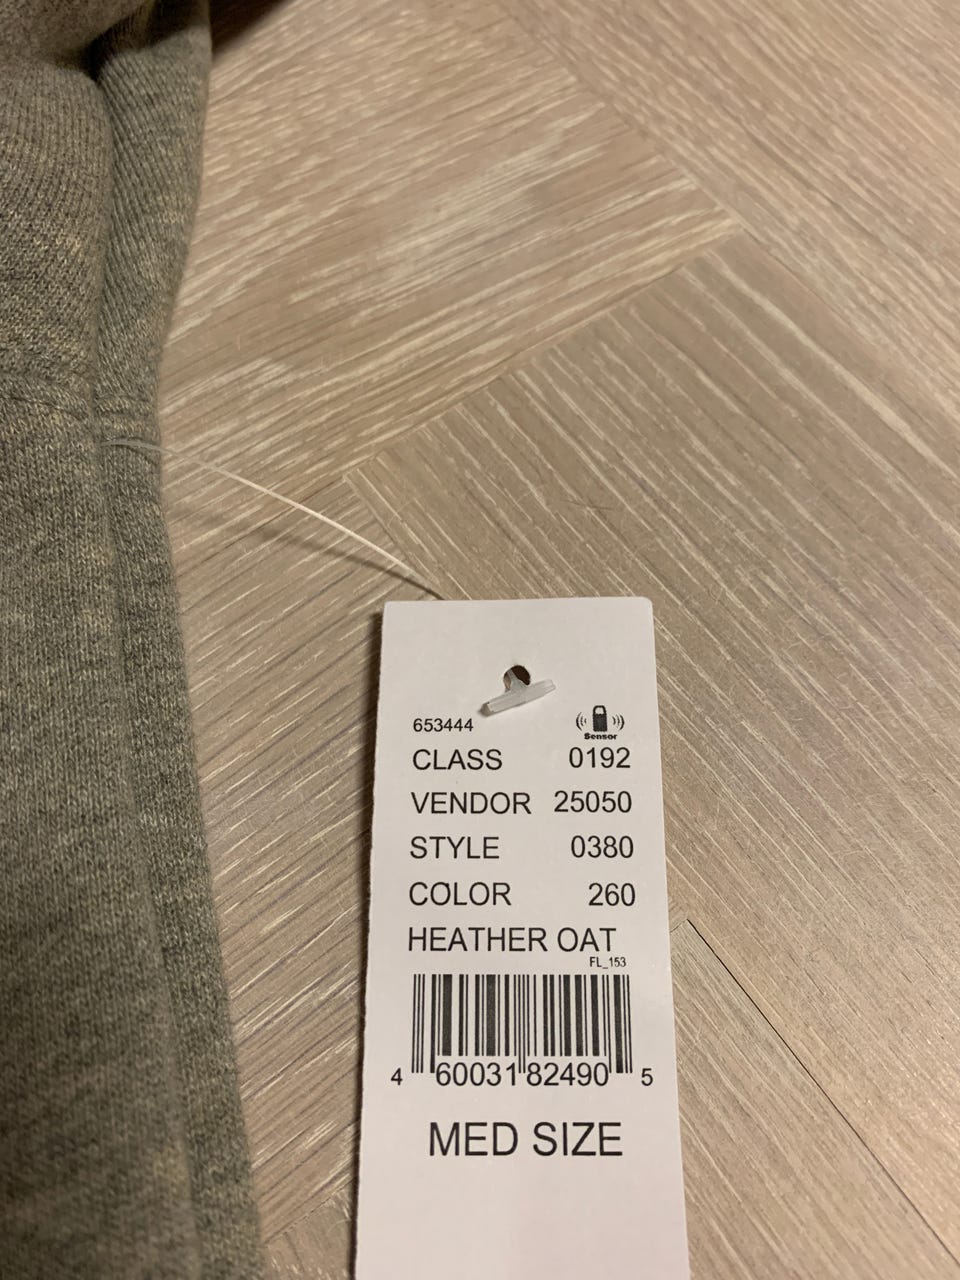 653444
Sensor
CLASS 0192
VENDOR 25050
STYLE 0380
COLOR 260
HEATHER OAT
FL_153
4 60031 82490 5
MED SIZE